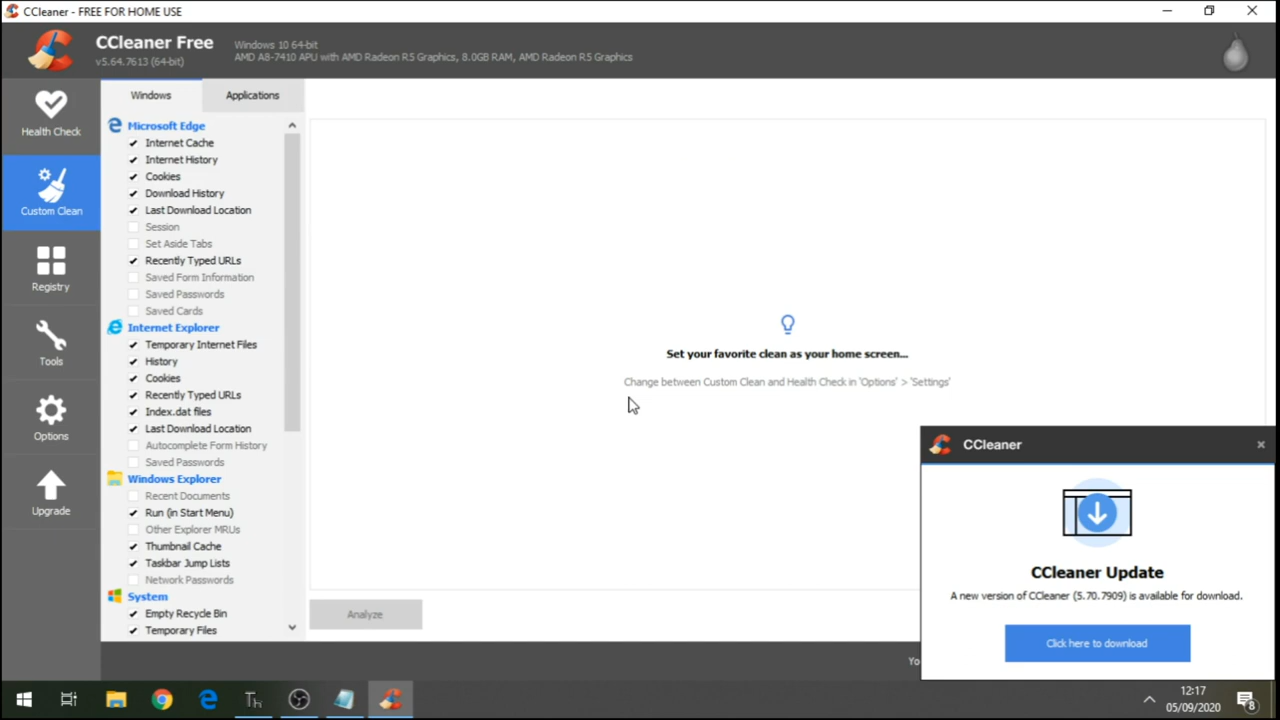 CCleaner - FREE FOR HOME USE
CCleaner Free
v5.64.7613 (64-bit)
Windows 10 64-bit
AMD A8-7410 APU with AMD Radeon R5 Graphics, 8.0GB RAM, AMD Radeon R5 Graphics
Health Check
Custom Clean
Registry
Tools
Options
Upgrade
Windows
Applications
Microsoft Edge
Internet Cache
Internet History
Cookies
Download History
Last Download Location
Session
Set Aside Tabs
Recently Typed URLs
Saved Form Information
Saved Passwords
Saved Cards
Internet Explorer
Temporary Internet Files
History
Cookies
Recently Typed URLs
Index.dat files
Last Download Location
Autocomplete Form History
Saved Passwords
Windows Explorer
Recent Documents
Run (in Start Menu)
Other Explorer MRUs
Thumbnail Cache
Taskbar Jump Lists
Network Passwords
System
Empty Recycle Bin
Temporary Files
Set your favorite clean as your home screen...
Change between Custom Clean and Health Check in 'Options' > 'Settings'
Analyze
CCleaner
CCleaner Update
A new version of CCleaner (5.70.7909) is available for download.
Click here to download
Yo
Th
12:17
05/09/2020
8